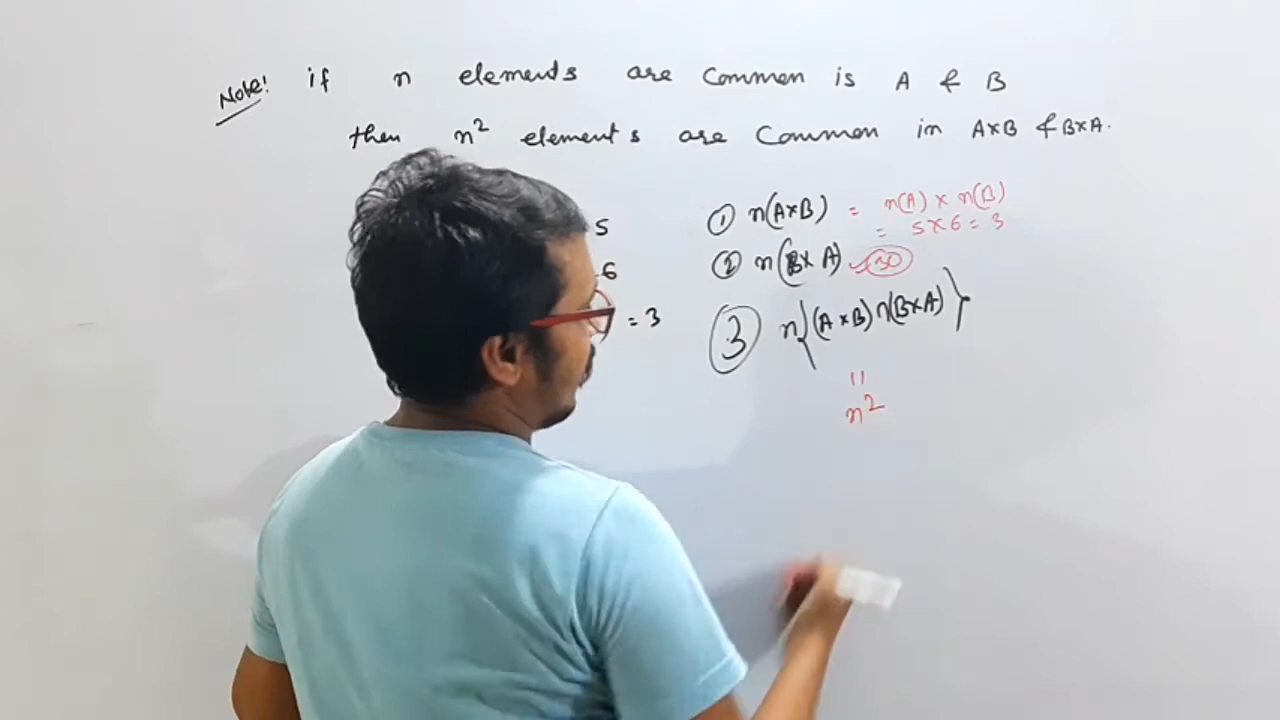 Note! if n elements are Common is A & B
then n² elements are Common in A×B & B×A.
5
6
= 3
① n(A×B) = n(A) × n(B)
= 5×6 = 3
② n(B× A) 30
③ n{(A×B)∩(B×A)}
||
n²